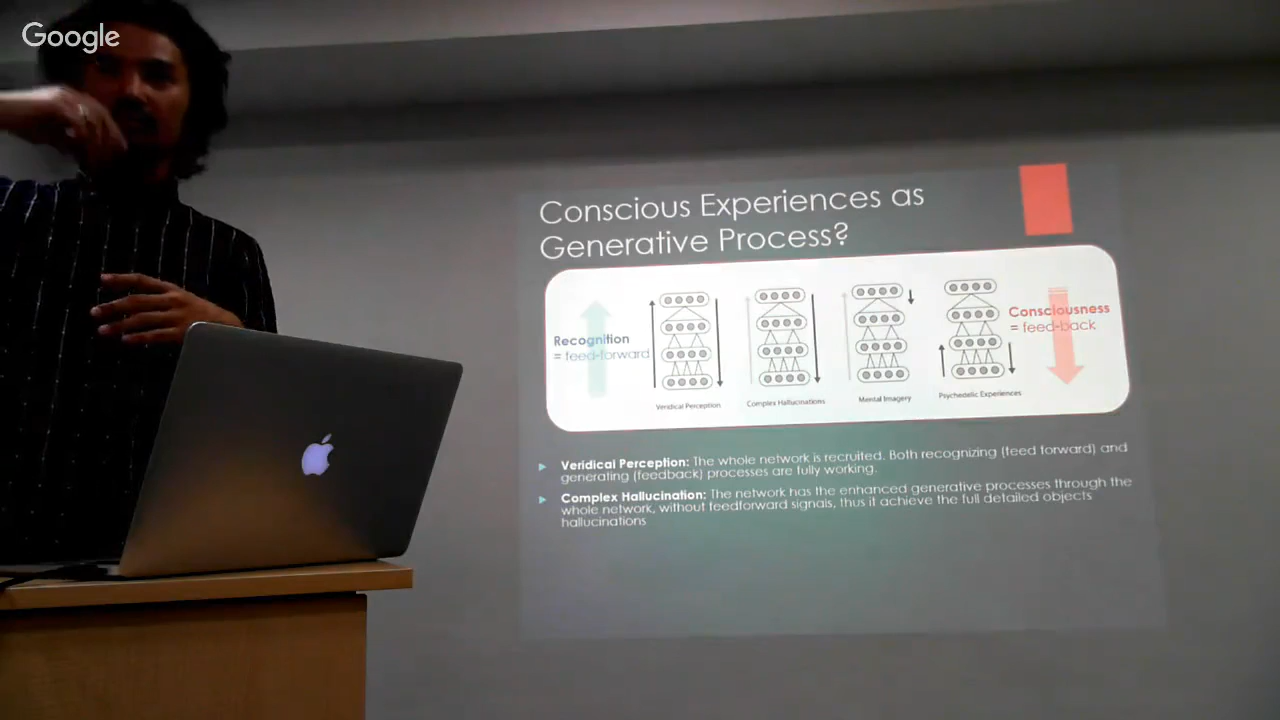 Google
Conscious Experiences as
Generative Process?
Recognition
= feed-forward
Consciousness
= feed-back
Veridical Perception
Complex Hallucinations
Mental Imagery
Psychedelic Experiences
Veridical Perception: The whole network is recruited. Both recognizing (feed forward) and
generating (feedback) processes are fully working.
Complex Hallucination: The network has the enhanced generative processes through the
whole network, without feedforward signals, thus it achieve the full detailed objects
hallucinations